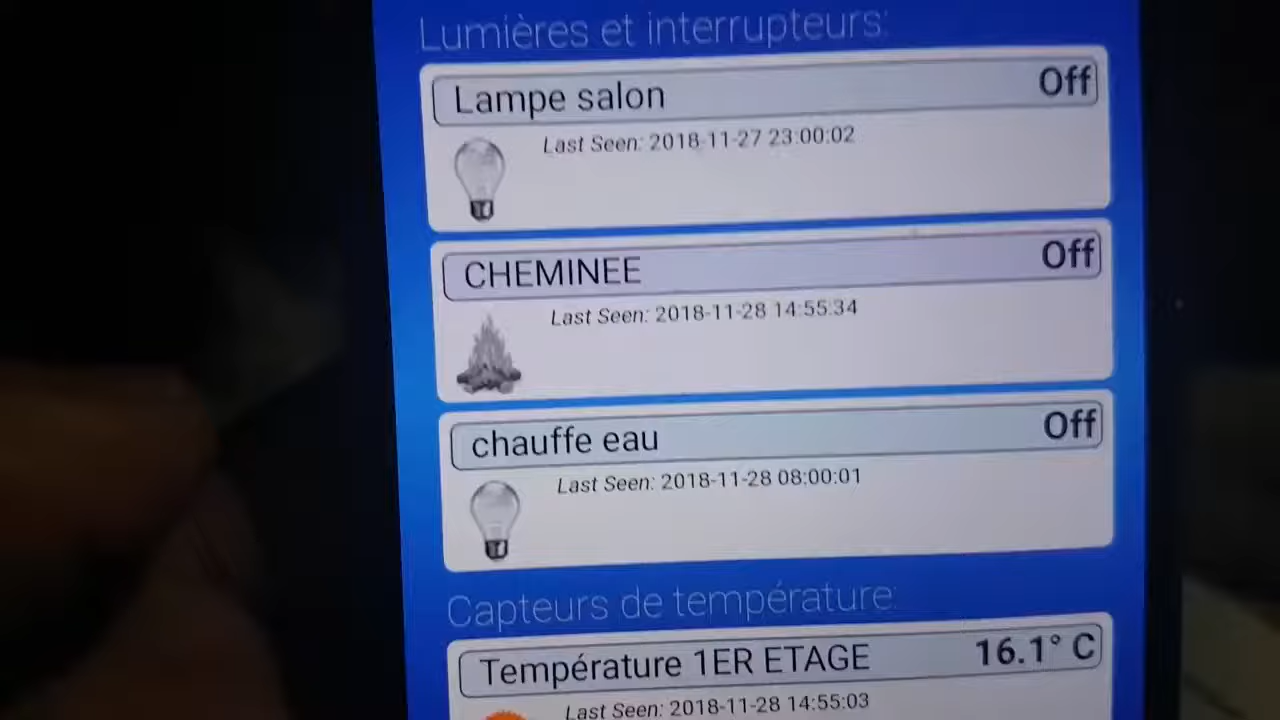 Lumières et interrupteurs:
Lampe salon Off
Last Seen: 2018-11-27 23:00:02
CHEMINEE Off
Last Seen: 2018-11-28 14:55:34
chauffe eau Off
Last Seen: 2018-11-28 08:00:01
Capteurs de température:
Température 1ER ETAGE 16.1° C
Last Seen: 2018-11-28 14:55:03